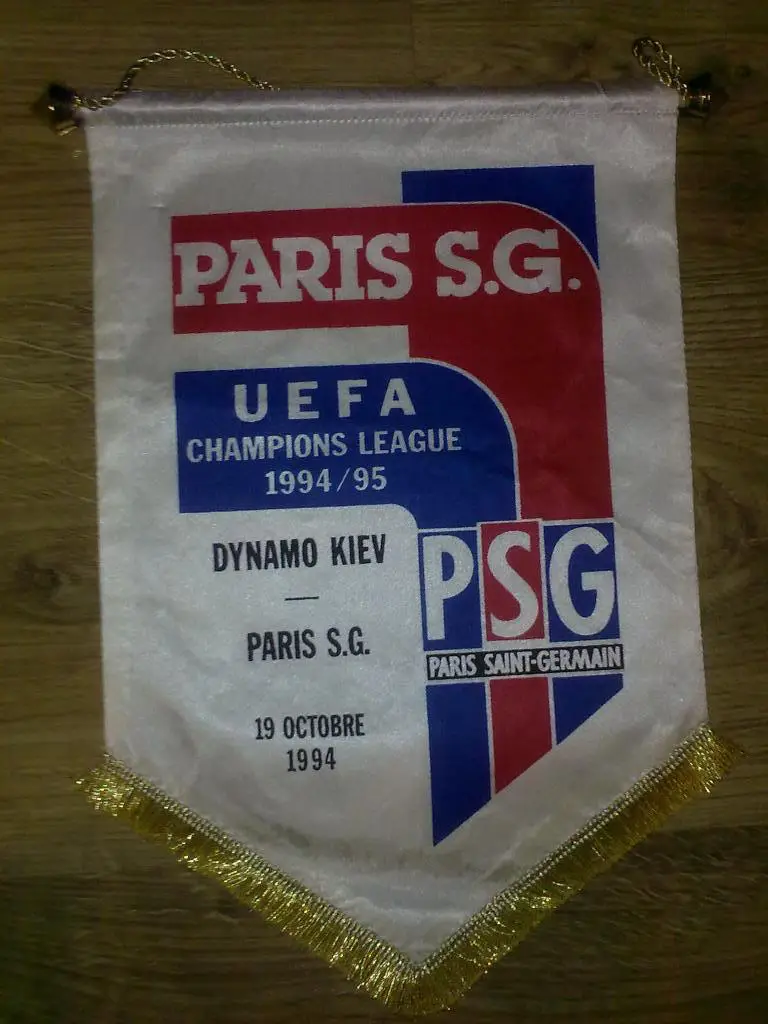 PARIS S.G.
UEFA
CHAMPIONS LEAGUE
1994/95
DYNAMO KIEV
—
PARIS S.G.
19 OCTOBRE
1994
PSG
PARIS SAINT-GERMAIN